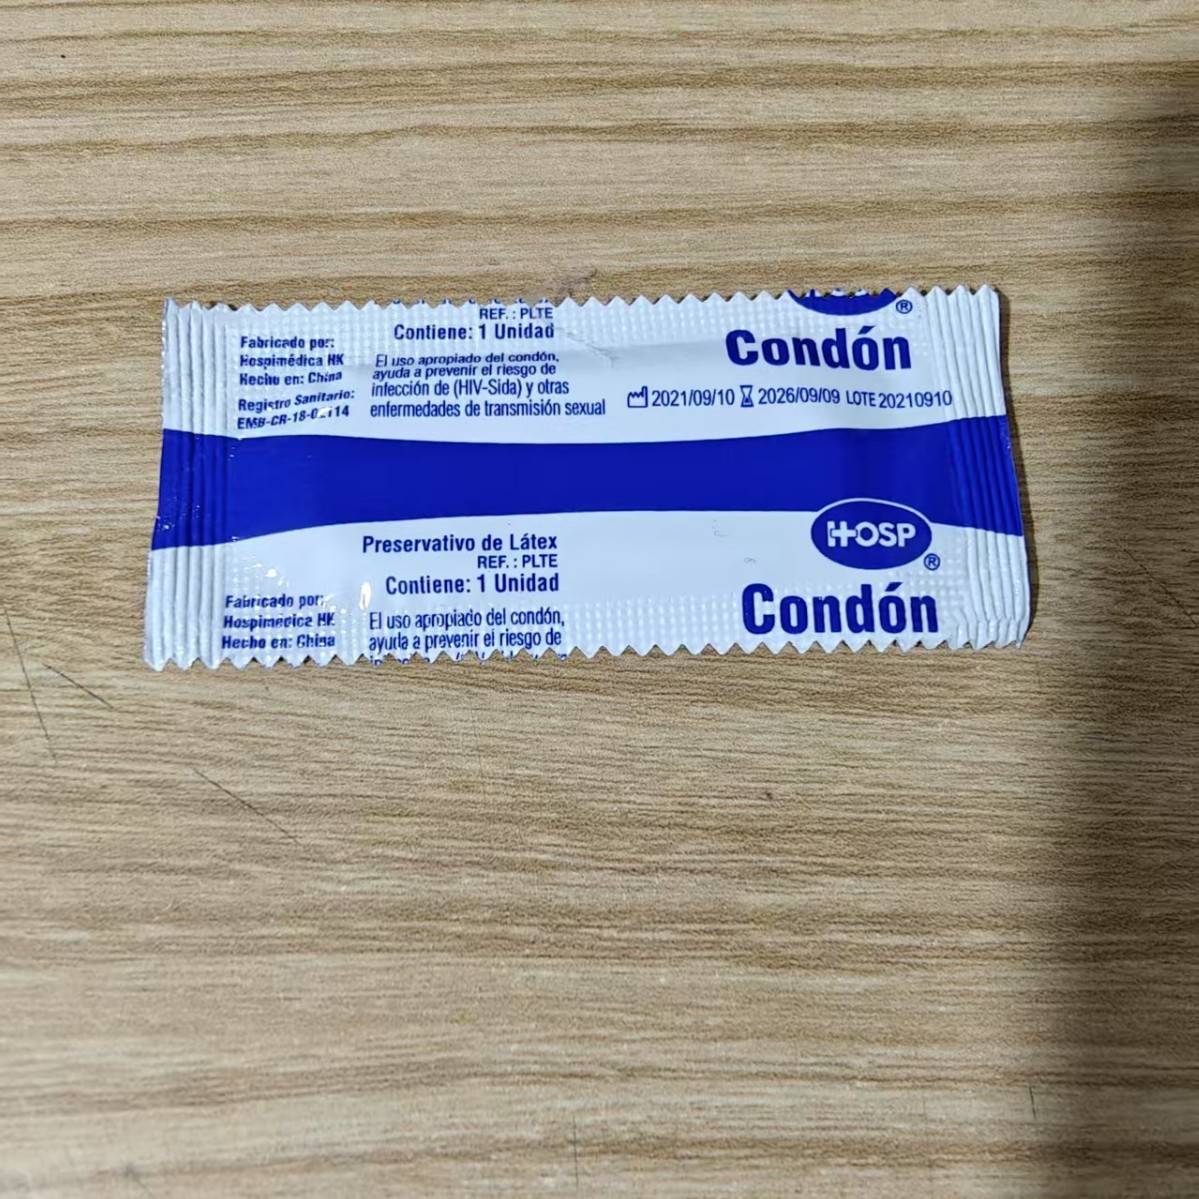 REF. : PLTE
Contiene: 1 Unidad
Fabricado por:
Hospimédica HK
Hecho en: China
Registro Sanitario:
El uso apropiado del condón,
ayuda a prevenir el riesgo de
infección de (HIV-Sida) y otras
enfermedades de transmisión sexual
®
Condón
2021/09/10 2026/09/09 LOTE 20210910
HOSP
®
Condón
Preservativo de Látex
REF. : PLTE
Contiene: 1 Unidad
Fabricado por:
Hospimédica HK
Hecho en: China
El uso apropiado del condón,
ayuda a prevenir el riesgo de